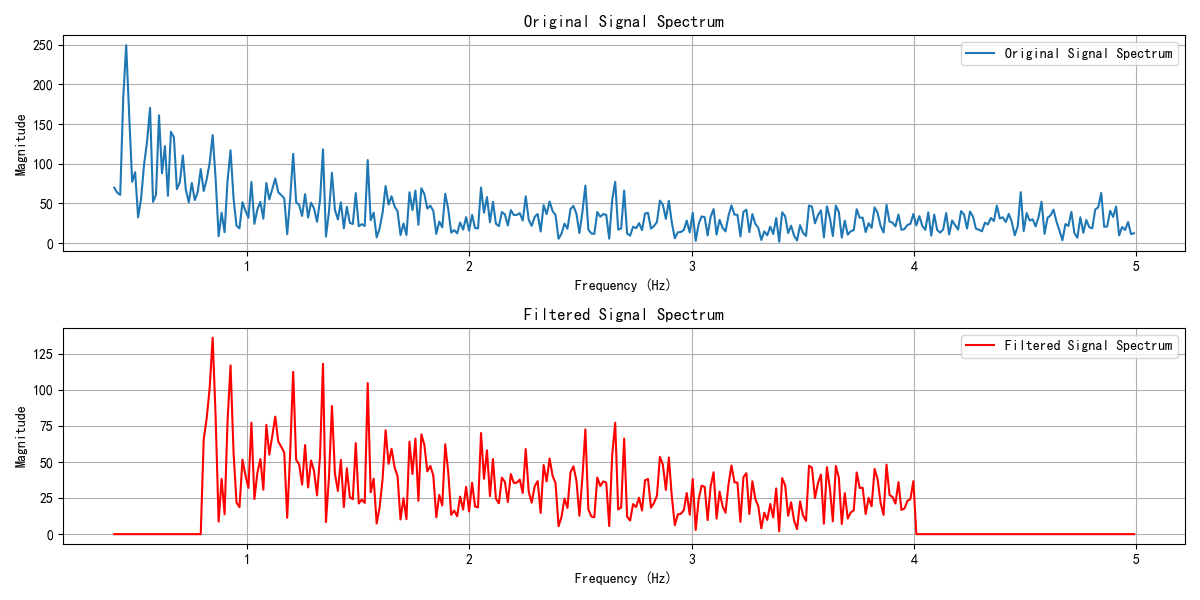 Original Signal Spectrum
250
200
150
100
50
0
Magnitude
Original Signal Spectrum
1 2 3 4 5
Frequency (Hz)
Filtered Signal Spectrum
125
100
75
50
25
0
Magnitude
Filtered Signal Spectrum
1 2 3 4 5
Frequency (Hz)